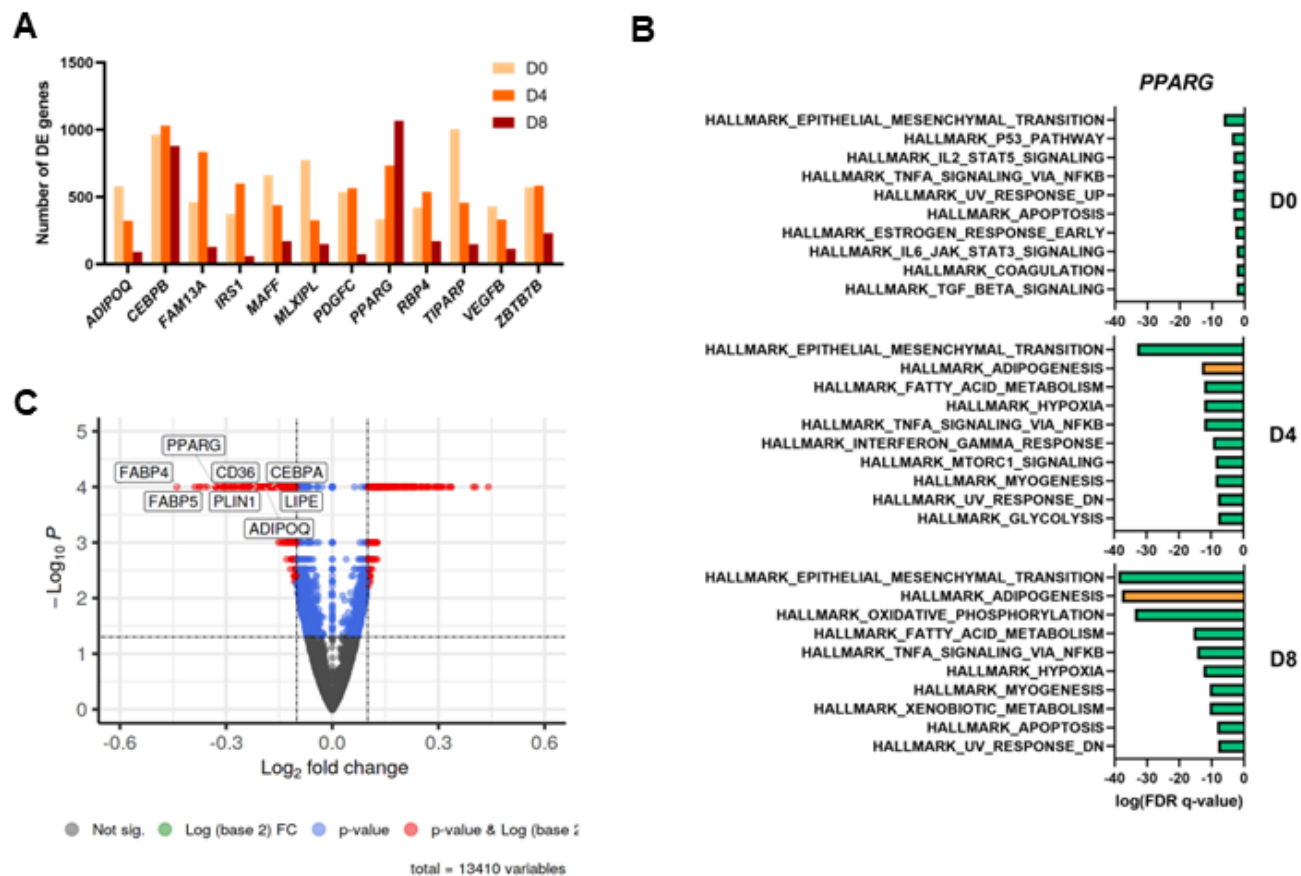 A
Number of DE genes
1500
1000
500
0
D0
D4
D8
ADIPOQ
CEBPB
FAM13A
IRS1
MAFF
MLXIPL
PDGFC
PPARG
RBP4
TIPARP
VEGFB
ZBTB7B
B
PPARG
HALLMARK_EPITHELIAL_MESENCHYMAL_TRANSITION
HALLMARK_P53_PATHWAY
HALLMARK_IL2_STAT5_SIGNALING
HALLMARK_TNFA_SIGNALING_VIA_NFKB
HALLMARK_UV_RESPONSE_UP
HALLMARK_APOPTOSIS
HALLMARK_ESTROGEN_RESPONSE_EARLY
HALLMARK_IL6_JAK_STAT3_SIGNALING
HALLMARK_COAGULATION
HALLMARK_TGF_BETA_SIGNALING
D0
-40 -30 -20 -10 0
HALLMARK_EPITHELIAL_MESENCHYMAL_TRANSITION
HALLMARK_ADIPOGENESIS
HALLMARK_FATTY_ACID_METABOLISM
HALLMARK_HYPOXIA
HALLMARK_TNFA_SIGNALING_VIA_NFKB
HALLMARK_INTERFERON_GAMMA_RESPONSE
HALLMARK_MTORC1_SIGNALING
HALLMARK_MYOGENESIS
HALLMARK_UV_RESPONSE_DN
HALLMARK_GLYCOLYSIS
D4
-40 -30 -20 -10 0
HALLMARK_EPITHELIAL_MESENCHYMAL_TRANSITION
HALLMARK_ADIPOGENESIS
HALLMARK_OXIDATIVE_PHOSPHORYLATION
HALLMARK_FATTY_ACID_METABOLISM
HALLMARK_TNFA_SIGNALING_VIA_NFKB
HALLMARK_HYPOXIA
HALLMARK_MYOGENESIS
HALLMARK_XENOBIOTIC_METABOLISM
HALLMARK_APOPTOSIS
HALLMARK_UV_RESPONSE_DN
D8
-40 -30 -20 -10 0
log(FDR q-value)
C
– Log10 P
5
4
3
2
1
0
PPARG
FABP4 CD36 CEBPA
FABP5 PLIN1 LIPE
ADIPOQ
-0.6 -0.3 0.0 0.3 0.6
Log2 fold change
Not sig. Log (base 2) FC p-value p-value & Log (base 2
total = 13410 variables